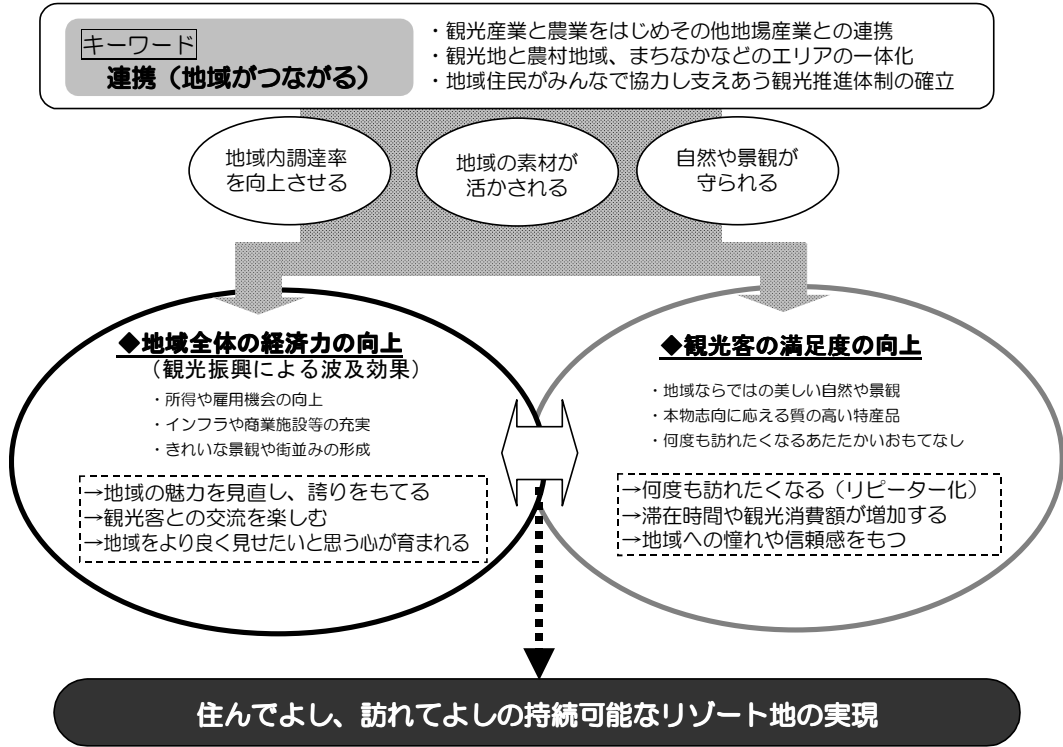 キーワード
連携（地域がつながる）
・観光産業と農業をはじめその他地場産業との連携
・観光地と農村地域、まちなかなどのエリアの一体化
・地域住民がみんなで協力し支えあう観光推進体制の確立
地域内調達率
を向上させる
地域の素材が
活かされる
自然や景観が
守られる
◆地域全体の経済力の向上
（観光振興による波及効果）
・所得や雇用機会の向上
・インフラや商業施設等の充実
・きれいな景観や街並みの形成
→地域の魅力を見直し、誇りをもてる
→観光客との交流を楽しむ
→地域をより良く見せたいと思う心が育まれる
◆観光客の満足度の向上
・地域ならではの美しい自然や景観
・本物志向に応える質の高い特産品
・何度も訪れたくなるあたたかいおもてなし
→何度も訪れたくなる（リピーター化）
→滞在時間や観光消費額が増加する
→地域への憧れや信頼感をもつ
住んでよし、訪れてよしの持続可能なリゾート地の実現